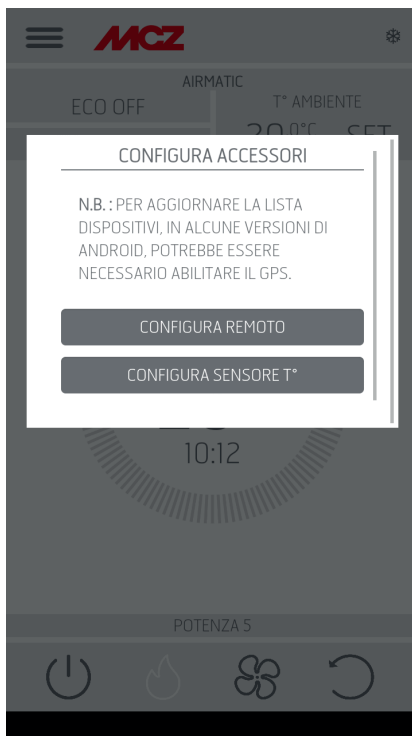 MCZ
AIRMATIC
ECO OFF
T* AMBIENTE
SET
CONFIGURA ACCESSORI
N.B. : PER AGGIORNARE LA LISTA
DISPOSITIVI, IN ALCUNE VERSIONI DI
ANDROID, POTREBBE ESSERE
NECESSARIO ABILITARE IL GPS.
CONFIGURA REMOTO
CONFIGURA SENSORE T°
10:12
POTENZA 5